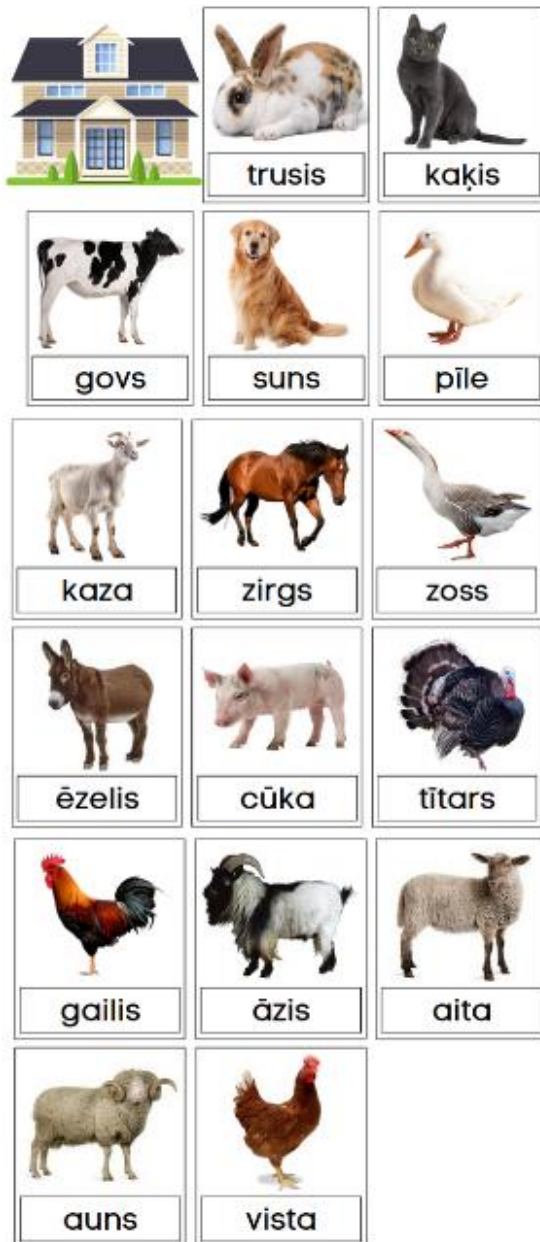 trusis
kaķis
govs
suns
pīle
kaza
zirgs
zoss
ēzelis
cūka
tītars
gailis
āzis
aita
auns
vista